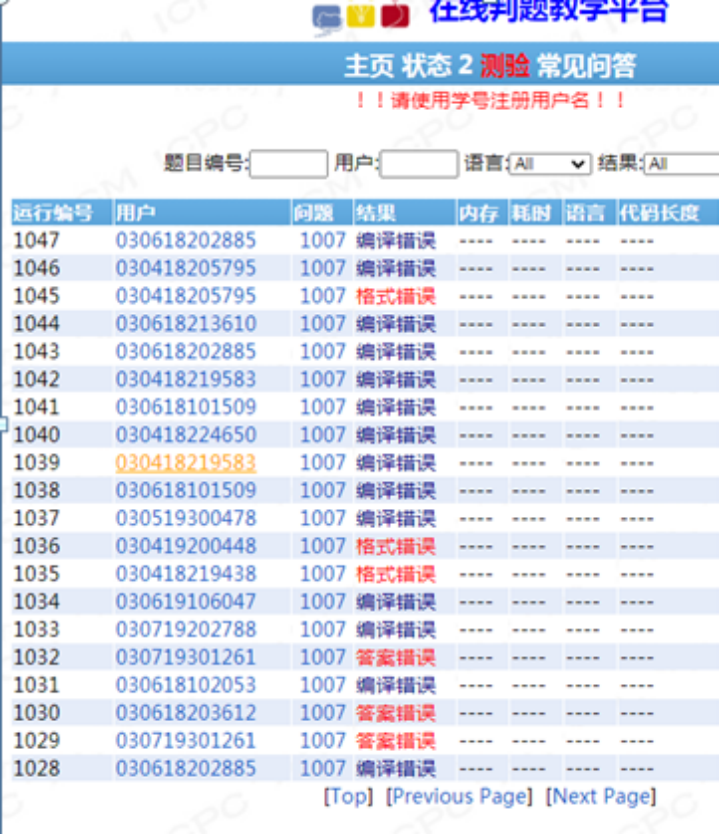 在线判题教学平台
主页 状态 2 测验 常见问答
！！请使用学号注册用户名！！
题目编号: 用户: 语言: All 结果: All
运行编号 用户 问题 结果 内存 耗时 语言 代码长度
1047 030618202885 1007 编译错误 ---- ---- ---- ----
1046 030418205795 1007 编译错误 ---- ---- ---- ----
1045 030418205795 1007 格式错误 ---- ---- ---- ----
1044 030618213610 1007 编译错误 ---- ---- ---- ----
1043 030618202885 1007 编译错误 ---- ---- ---- ----
1042 030418219583 1007 编译错误 ---- ---- ---- ----
1041 030618101509 1007 编译错误 ---- ---- ---- ----
1040 030418224650 1007 编译错误 ---- ---- ---- ----
1039 030418219583 1007 编译错误 ---- ---- ---- ----
1038 030618101509 1007 编译错误 ---- ---- ---- ----
1037 030519300478 1007 编译错误 ---- ---- ---- ----
1036 030419200448 1007 格式错误 ---- ---- ---- ----
1035 030418219438 1007 格式错误 ---- ---- ---- ----
1034 030619106047 1007 编译错误 ---- ---- ---- ----
1033 030719202788 1007 编译错误 ---- ---- ---- ----
1032 030719301261 1007 答案错误 ---- ---- ---- ----
1031 030618102053 1007 编译错误 ---- ---- ---- ----
1030 030618203612 1007 答案错误 ---- ---- ---- ----
1029 030719301261 1007 答案错误 ---- ---- ---- ----
1028 030618202885 1007 编译错误 ---- ---- ---- ----
[Top] [Previous Page] [Next Page]